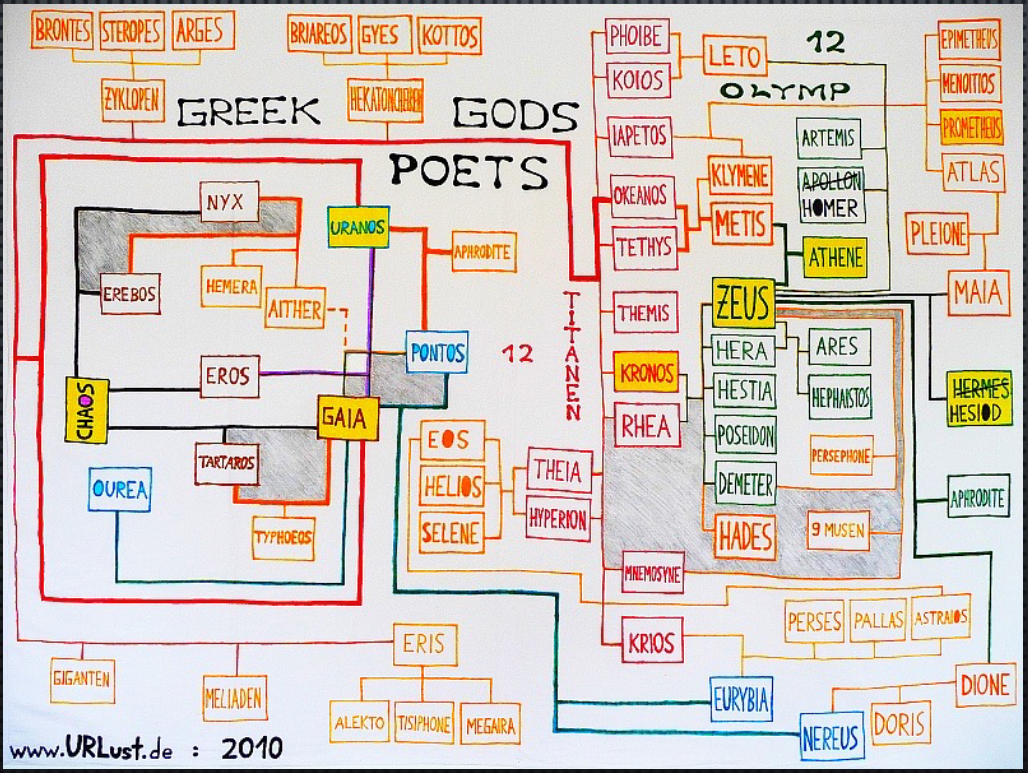 BRONTES
STEROPES
ARGES
BRIAREOS
GYES
KOTTOS
ZYKLOPEN
GREEK GODS
POETS
PHOIBE
KOIOS
LETO
12
OLYMP
EPIMETHEUS
MENOITIOS
PROMETHEUS
ATLAS
IAPETOS
ARTEMIS
KLYMENE
APOLLON
HOMER
OKEANOS
TETHYS
METIS
ATHENE
PLEIONE
MAIA
NYX
URANOS
APHRODITE
HEMERA
AITHER
EREBOS
PONTOS
EROS
CHAOS
GAIA
TARTAROS
OUREA
TYPHOEOS
12
TITANEN
THEMIS
KRONOS
RHEA
ZEUS
HERA
HESTIA
POSEIDON
DEMETER
HADES
ARES
HEPHAISTOS
HERMES
HESIOD
PERSEPHONE
9 MUSEN
APHRODITE
EOS
HELIOS
SELENE
THEIA
HYPERION
MNEMOSYNE
KRIOS
PERSES
PALLAS
ASTRAIOS
ERIS
GIGANTEN
MELIADEN
ALEKTO
TISIPHONE
MEGAIRA
EURYBIA
NEREUS
DORIS
DIONE
www.URLust.de : 2010